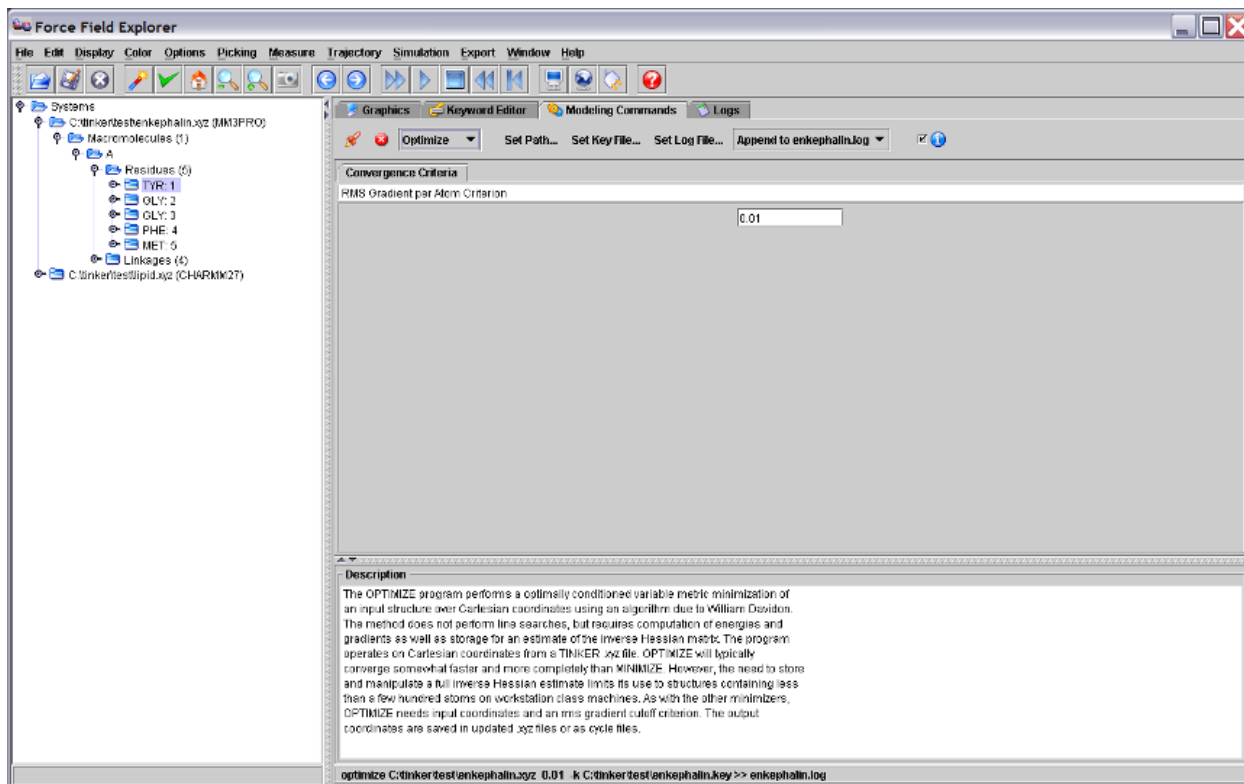 Force Field Explorer
File Edit Display Color Options Picking Measure Trajectory Simulation Export Window Help
Systems
C:\tinker\test\enkephalin.xyz (MM3PRO)
Macromolecules (1)
A
Residues (5)
TYR: 1
GLY: 2
GLY: 3
PHE: 4
MET: 5
Linkages (4)
C:\tinker\test\lipid.xyz (CHARMM27)
Graphics Keyword Editor Modeling Commands Logs
Optimize Set Path... Set Key File... Set Log File... Append to enkephalin.log
Convergence Criteria
RMS Gradient per Atom Criterion
0.01
Description
The OPTIMIZE program performs a optimally conditioned variable metric minimization of
an input structure over Cartesian coordinates using an algorithm due to William Davidon.
The method does not perform line searches, but requires computation of energies and
gradients as well as storage for an estimate of the inverse Hessian matrix. The program
operates on Cartesian coordinates from a TINKER .xyz file. OPTIMIZE will typically
converge somewhat faster and more completely than MINIMIZE. However, the need to store
and manipulate a full inverse Hessian estimate limits its use to structures containing less
than a few hundred atoms on workstation class machines. As with the other minimizers,
OPTIMIZE needs input coordinates and an rms gradient cutoff criterion. The output
coordinates are saved in updated .xyz files or as cycle files.
optimize C:\tinker\test\enkephalin.xyz 0.01 -k C:\tinker\test\enkephalin.key >> enkephalin.log